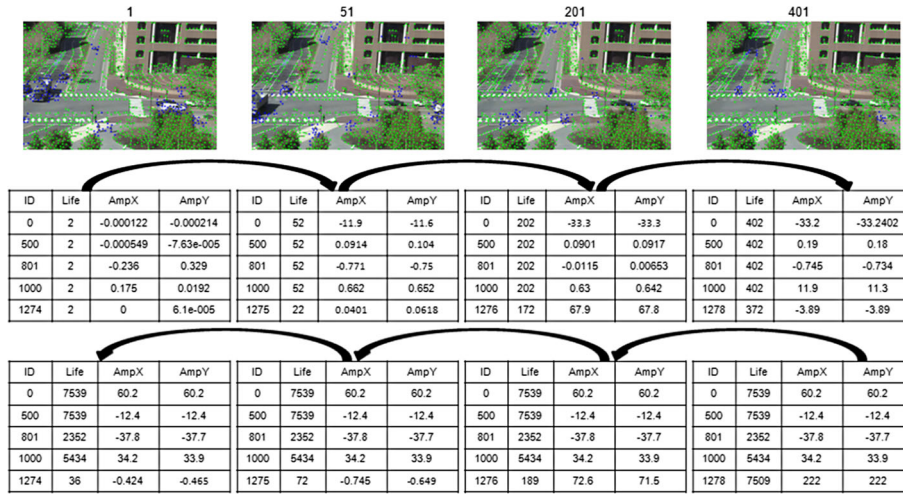 1 51 201 401
ID Life AmpX AmpY ID Life AmpX AmpY ID Life AmpX AmpY ID Life AmpX AmpY
0 2 -0.000122 -0.000214 0 52 -11.9 -11.6 0 202 -33.3 -33.3 0 402 -33.2 -33.2402
500 2 -0.000549 -7.63e-005 500 52 0.0914 0.104 500 202 0.0901 0.0917 500 402 0.19 0.18
801 2 -0.236 0.329 801 52 -0.771 -0.75 801 202 -0.0115 0.00653 801 402 -0.745 -0.734
1000 2 0.175 0.0192 1000 52 0.662 0.652 1000 202 0.63 0.642 1000 402 11.9 11.3
1274 2 0 6.1e-005 1275 22 0.0401 0.0618 1276 172 67.9 67.8 1278 372 -3.89 -3.89
ID Life AmpX AmpY ID Life AmpX AmpY ID Life AmpX AmpY ID Life AmpX AmpY
0 7539 60.2 60.2 0 7539 60.2 60.2 0 7539 60.2 60.2 0 7539 60.2 60.2
500 7539 -12.4 -12.4 500 7539 -12.4 -12.4 500 7539 -12.4 -12.4 500 7539 -12.4 -12.4
801 2352 -37.8 -37.7 801 2352 -37.8 -37.7 801 2352 -37.8 -37.7 801 2352 -37.8 -37.7
1000 5434 34.2 33.9 1000 5434 34.2 33.9 1000 5434 34.2 33.9 1000 5434 34.2 33.9
1274 36 -0.424 -0.465 1275 72 -0.745 -0.649 1276 189 72.6 71.5 1278 7509 222 222